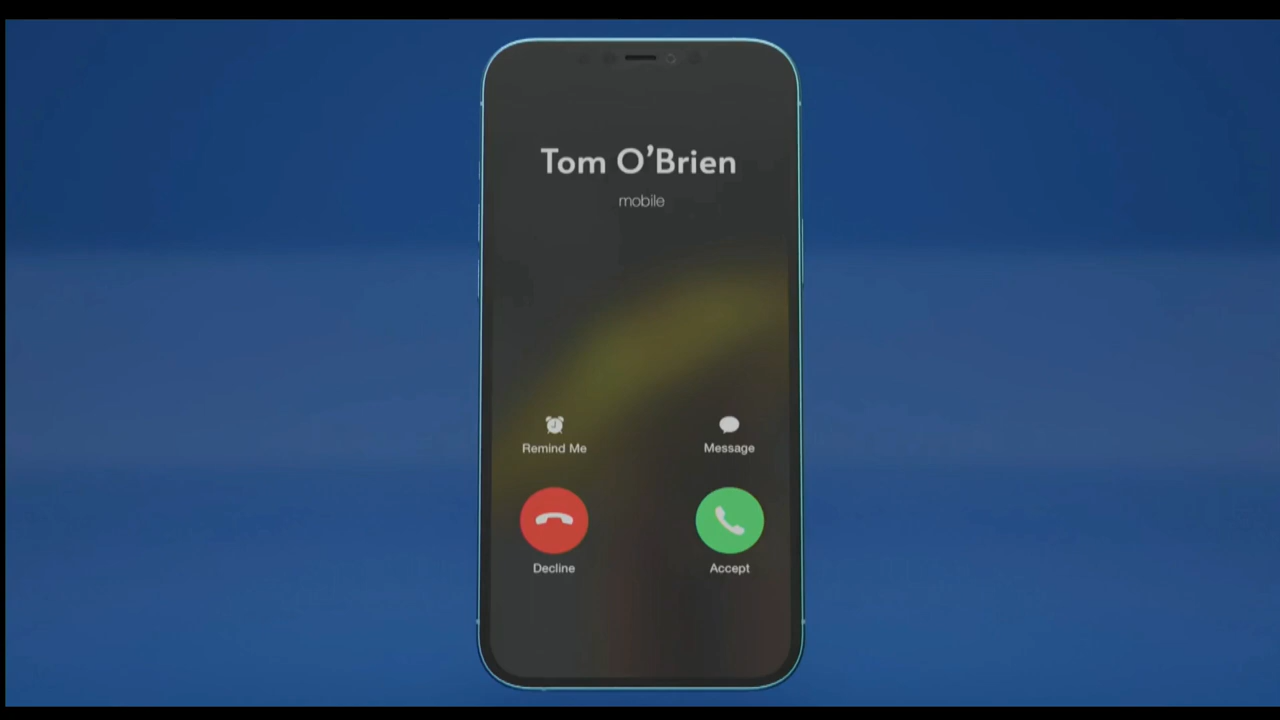 Tom O’Brien
mobile
Remind Me
Message
Decline
Accept